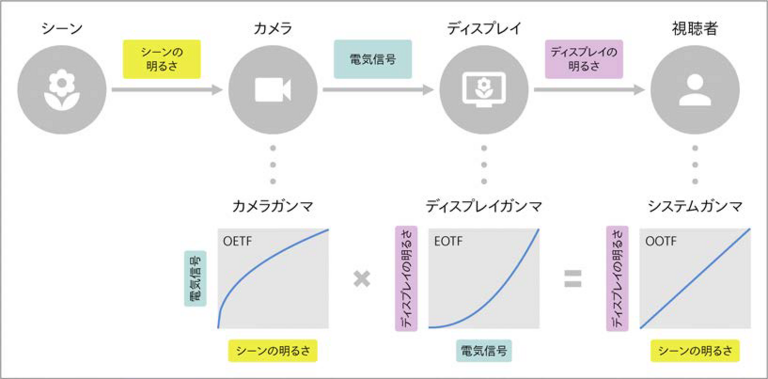 シーン
カメラ
ディスプレイ
視聴者
シーンの
明るさ
電気信号
ディスプレイの
明るさ
カメラガンマ
ディスプレイガンマ
システムガンマ
電気信号
OETF
シーンの明るさ
×
ディスプレイの明るさ
EOTF
電気信号
=
ディスプレイの明るさ
OOTF
シーンの明るさ